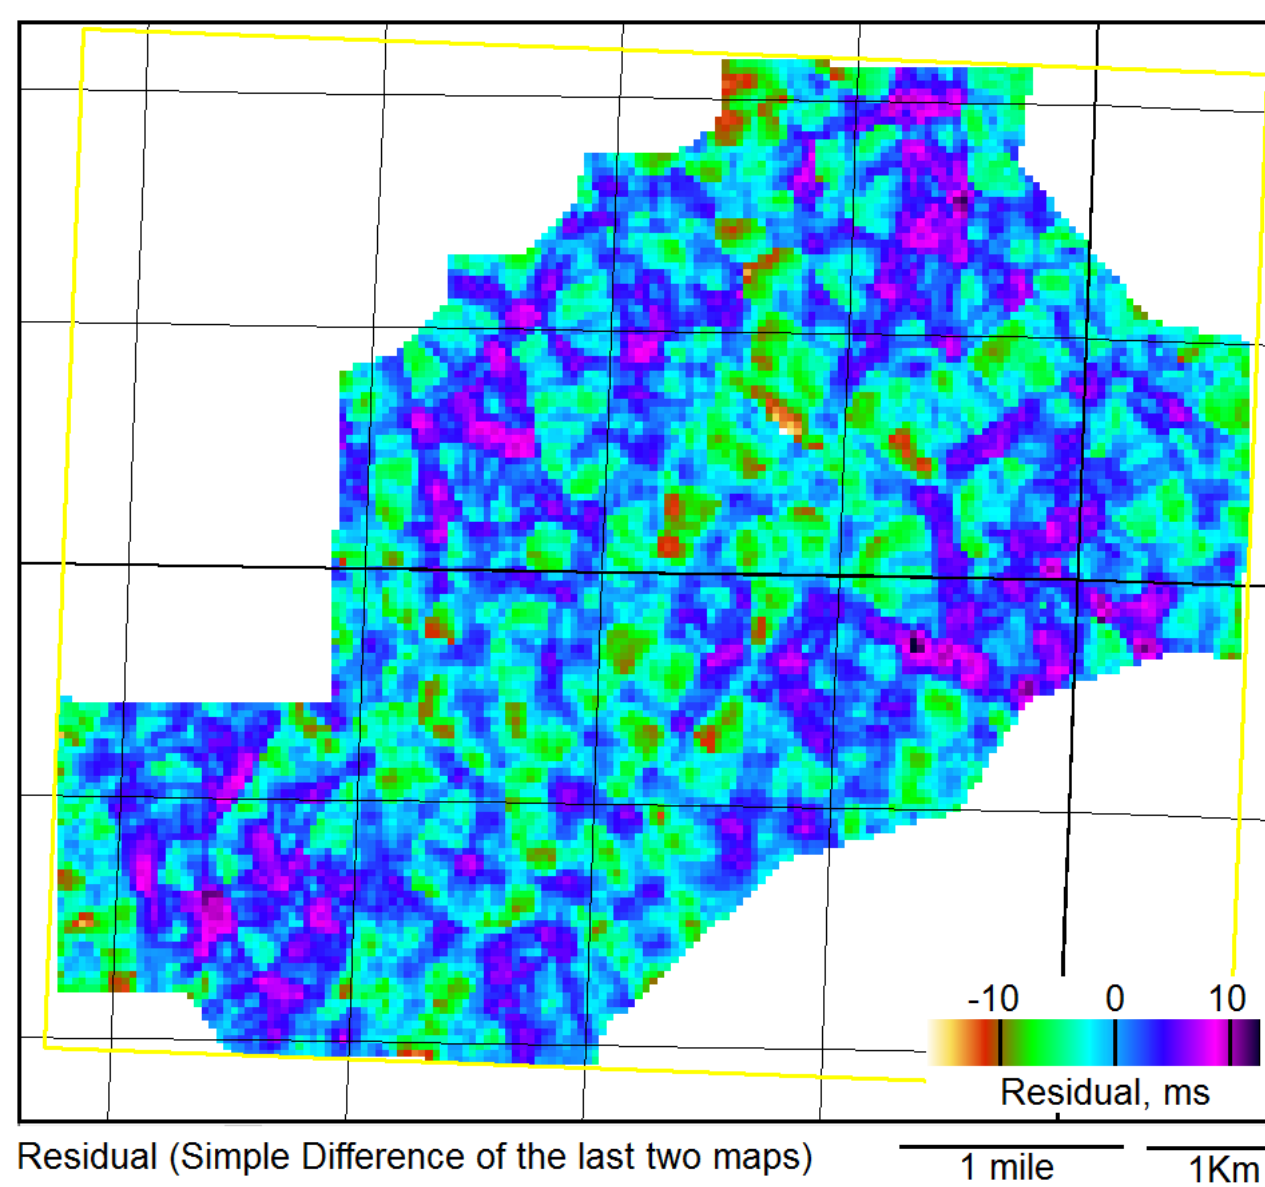 -10 0 10
Residual, ms
Residual (Simple Difference of the last two maps)
1 mile
1Km